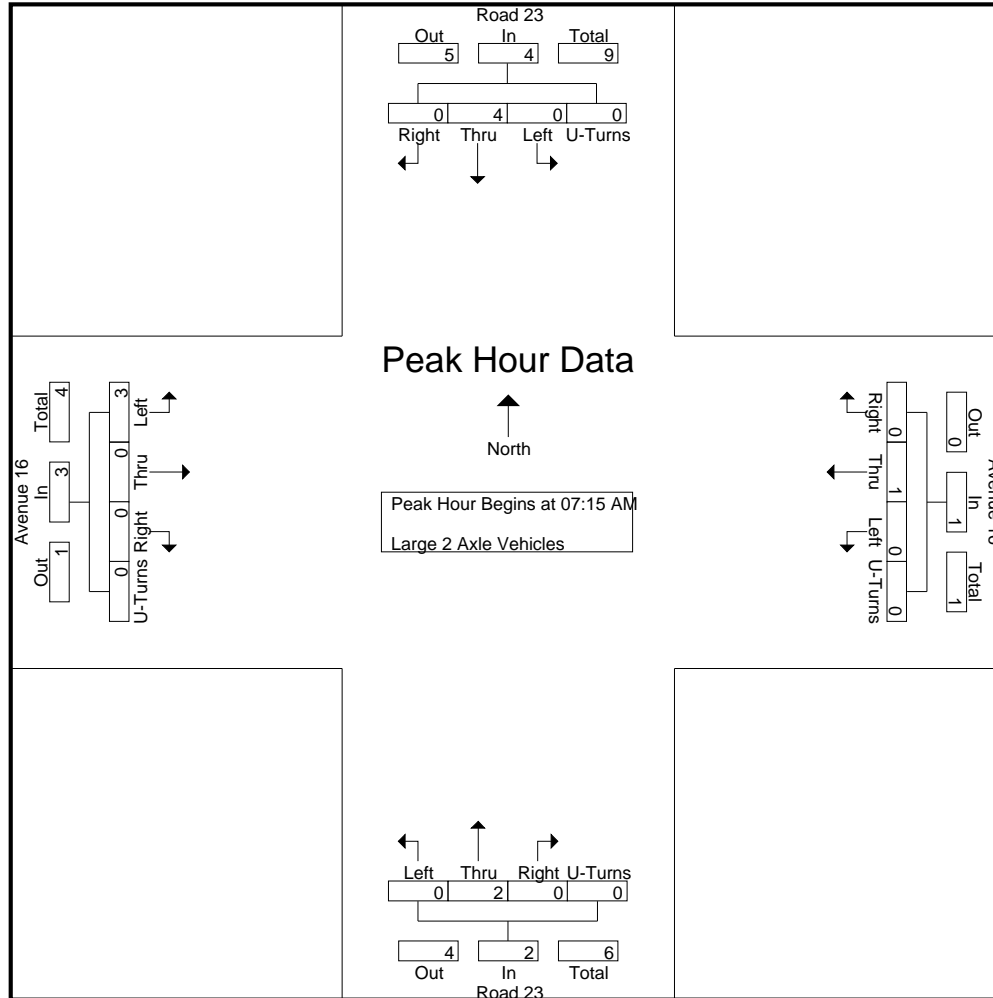 Road 23
Out In Total
5 4 9
0 4 0 0
Right Thru Left U-Turns
Peak Hour Data
North
Peak Hour Begins at 07:15 AM
Large 2 Axle Vehicles
Avenue 16
Out In Total
1 3 4
0 0 0 3
U-Turns Right Thru Left
Out In Total
0 1 1
0 1 0 0
Right Thru Left U-Turns
Left Thru Right U-Turns
0 2 0 0
4 2 6
Out In Total
Road 23